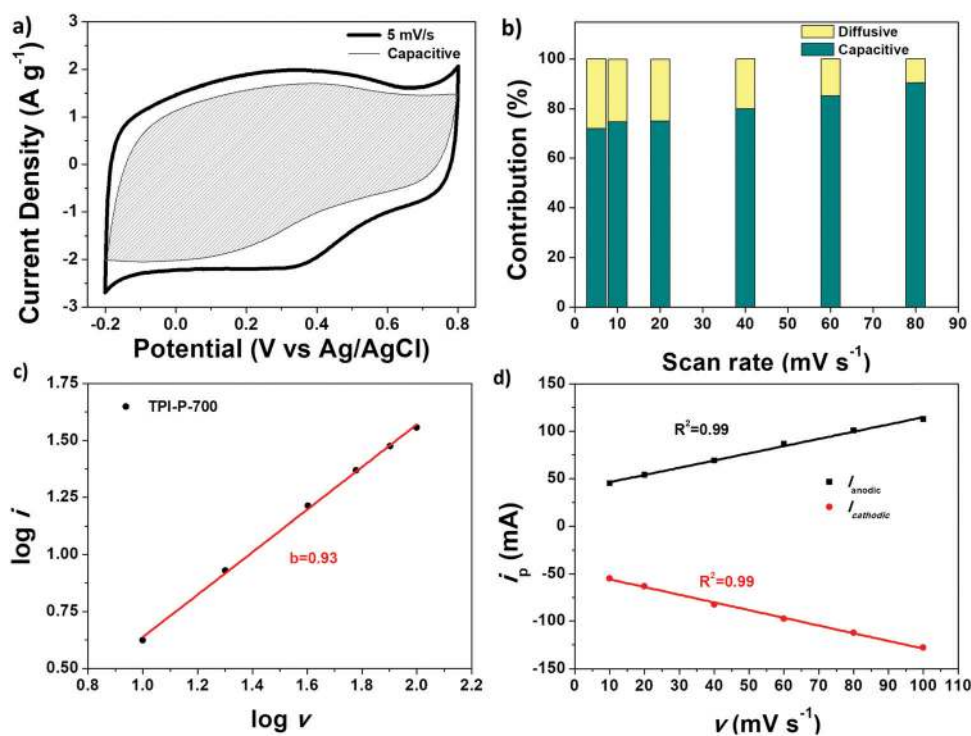 a)
5 mV/s
Capacitive
Current Density (A g⁻¹)
3
2
1
0
-1
-2
-3
-0.2 0.0 0.2 0.4 0.6 0.8
Potential (V vs Ag/AgCl)
b)
Diffusive
Capacitive
Contribution (%)
100
80
60
40
20
0
0 10 20 30 40 50 60 70 80 90
Scan rate (mV s⁻¹)
c)
TPI-P-700
log i
1.75
1.50
1.25
1.00
0.75
0.50
b=0.93
0.8 1.0 1.2 1.4 1.6 1.8 2.0 2.2
log v
d)
i_p (mA)
150
100
50
0
-50
-100
-150
R²=0.99
I_anodic
I_cathodic
R²=0.99
0 10 20 30 40 50 60 70 80 90 100 110
v (mV s⁻¹)